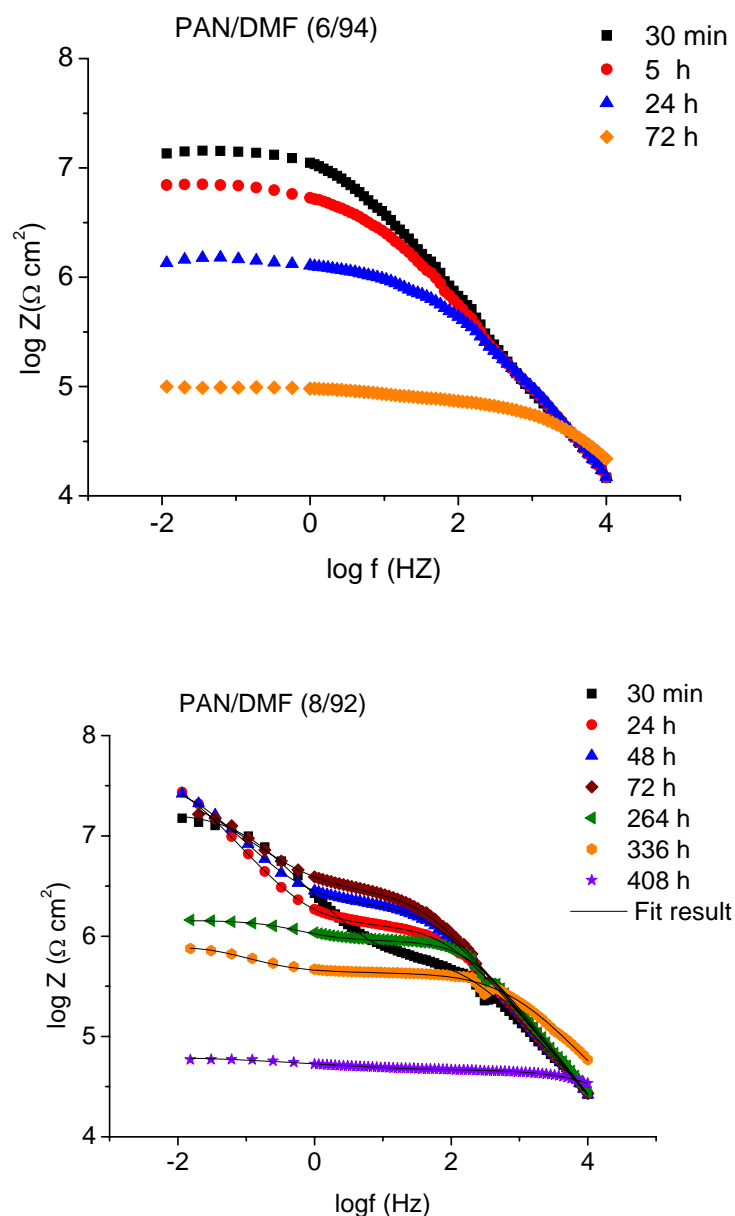 PAN/DMF (6/94)
30 min
5 h
24 h
72 h
8
7
6
5
4
log Z(Ω cm²)
-2 0 2 4
log f (HZ)
PAN/DMF (8/92)
30 min
24 h
48 h
72 h
264 h
336 h
408 h
Fit result
8
7
6
5
4
log Z (Ω cm²)
-2 0 2 4
logf (Hz)